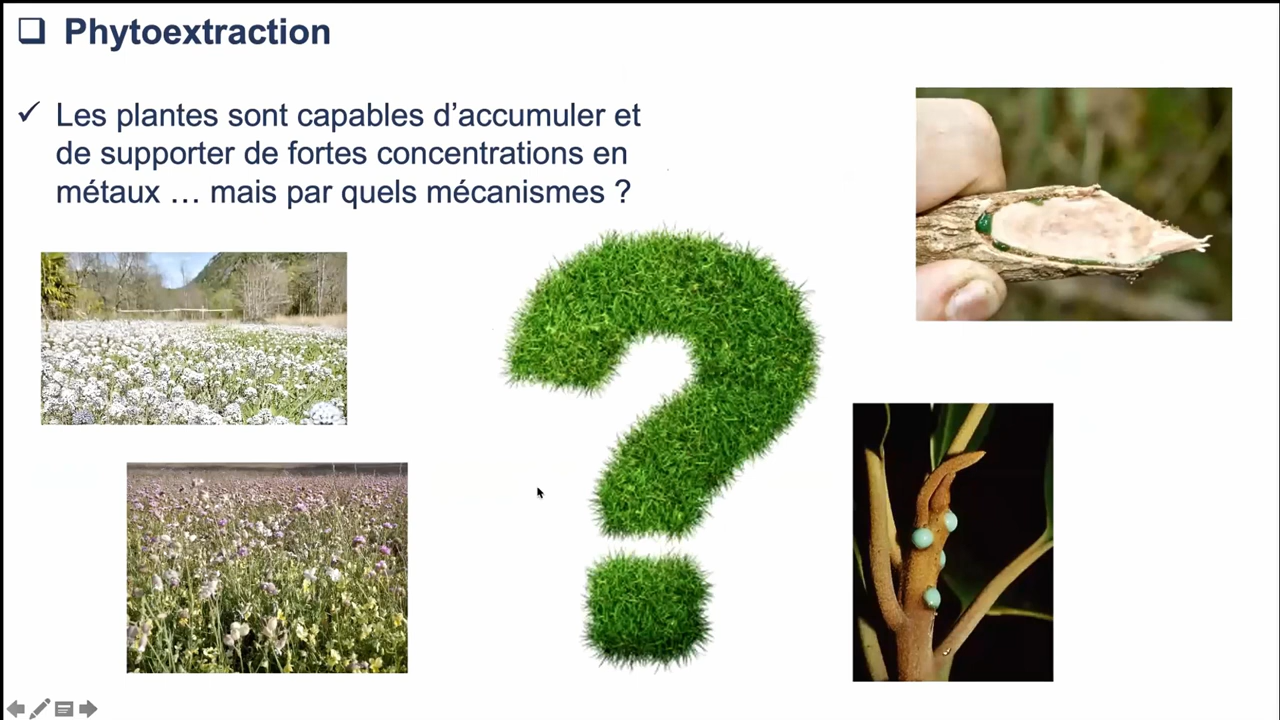 Phytoextraction
Les plantes sont capables d’accumuler et
de supporter de fortes concentrations en
métaux … mais par quels mécanismes ?